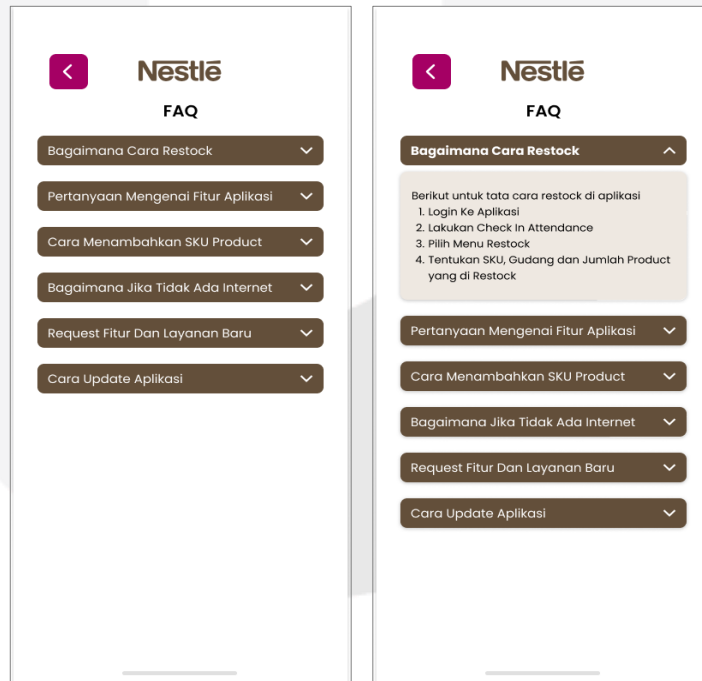 Nestlé
FAQ
Bagaimana Cara Restock
Pertanyaan Mengenai Fitur Aplikasi
Cara Menambahkan SKU Product
Bagaimana Jika Tidak Ada Internet
Request Fitur Dan Layanan Baru
Cara Update Aplikasi
Nestlé
FAQ
Bagaimana Cara Restock
Berikut untuk tata cara restock di aplikasi
1. Login Ke Aplikasi
2. Lakukan Check In Attendance
3. Pilih Menu Restock
4. Tentukan SKU, Gudang dan Jumlah Product
yang di Restock
Pertanyaan Mengenai Fitur Aplikasi
Cara Menambahkan SKU Product
Bagaimana Jika Tidak Ada Internet
Request Fitur Dan Layanan Baru
Cara Update Aplikasi